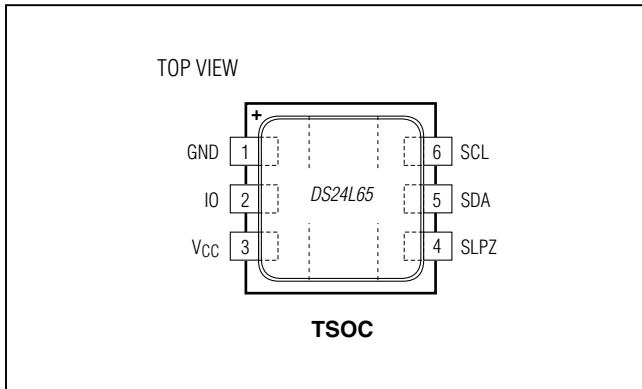 TOP VIEW
+
GND 1 6 SCL
IO 2 DS24L65 5 SDA
VCC 3 4 SLPZ
TSOC